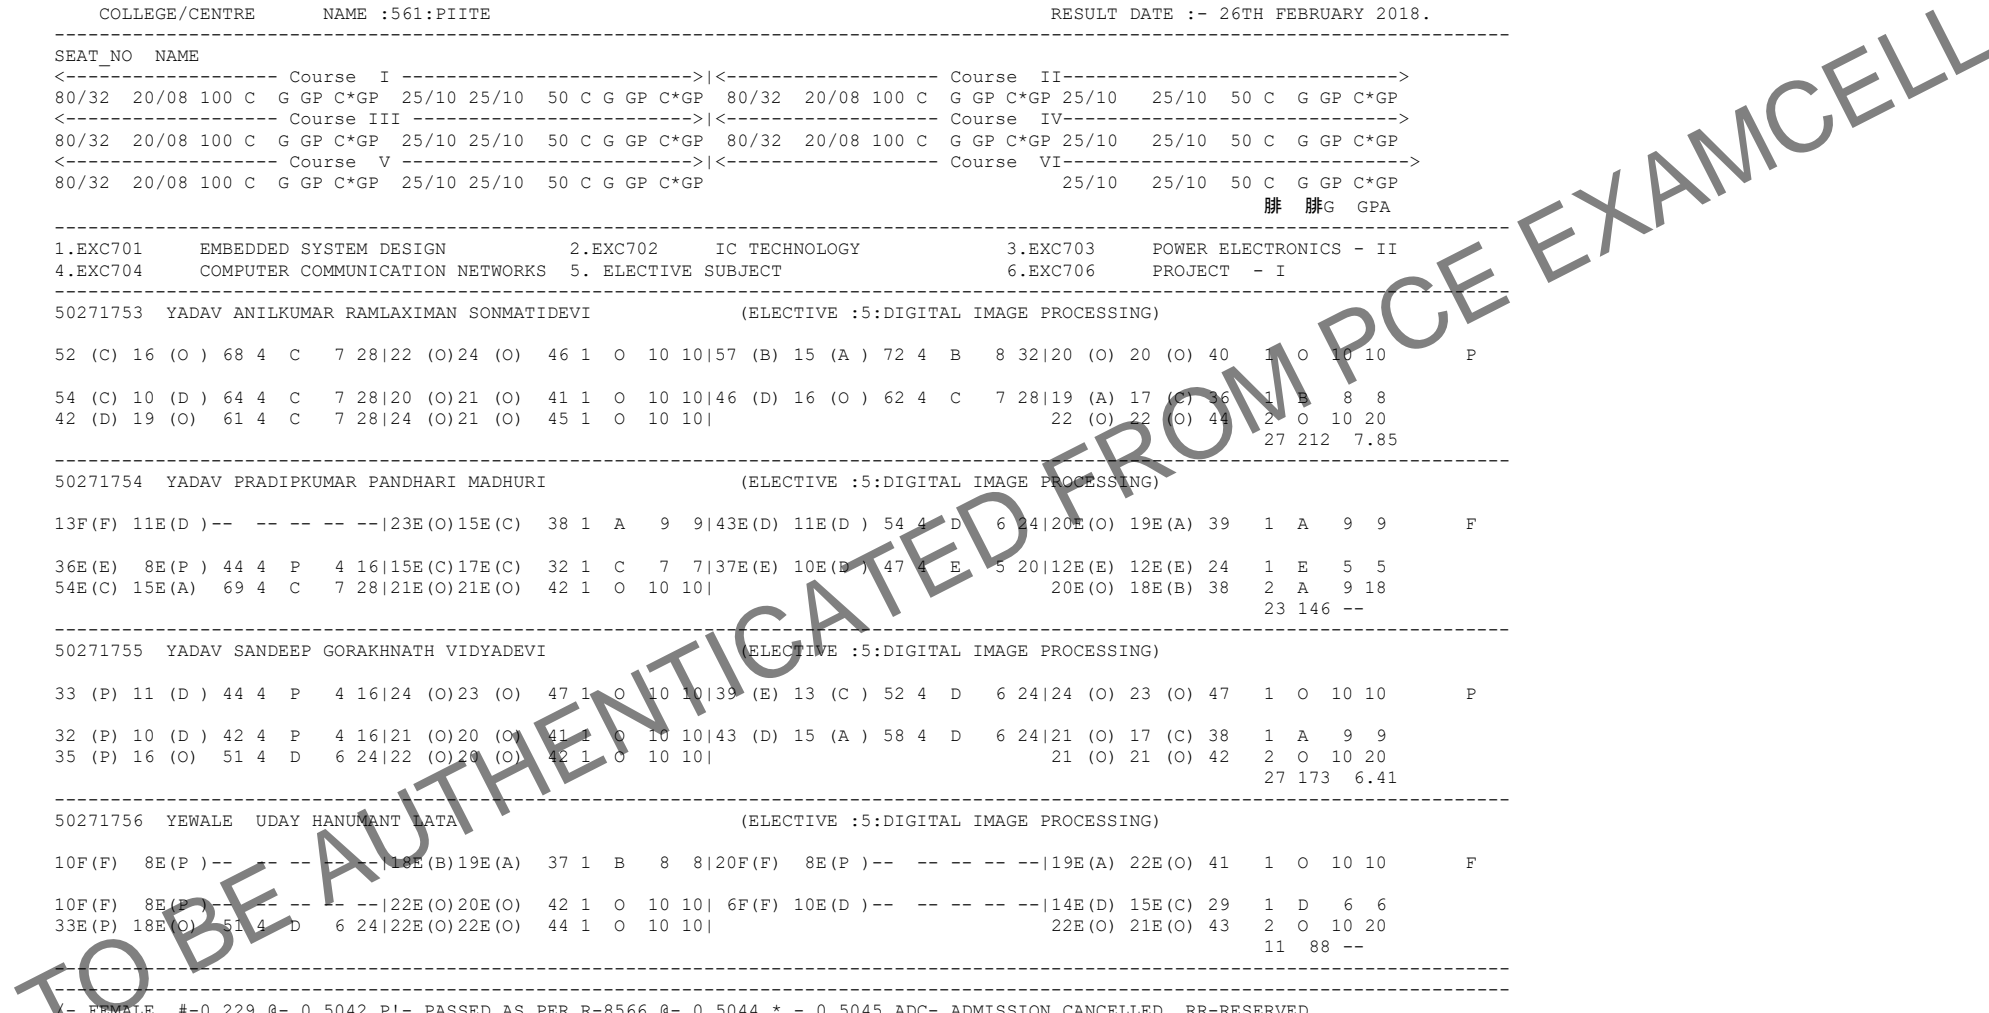 COLLEGE/CENTRE NAME :561:PIITE RESULT DATE :- 26TH FEBRUARY 2018.
------------------------------------------------------------
SEAT_NO NAME
<------------------- Course I -------------------------->|<------------------- Course II------------------------------>
80/32 20/08 100 C G GP C*GP 25/10 25/10 50 C G GP C*GP 80/32 20/08 100 C G GP C*GP 25/10 25/10 50 C G GP C*GP
<------------------- Course III ------------------------->|<------------------- Course IV------------------------------>
80/32 20/08 100 C G GP C*GP 25/10 25/10 50 C G GP C*GP 80/32 20/08 100 C G GP C*GP 25/10 25/10 50 C G GP C*GP
<------------------- Course V -------------------------->|<------------------- Course VI------------------------------->
80/32 20/08 100 C G GP C*GP 25/10 25/10 50 C G GP C*GP 25/10 25/10 50 C G GP C*GP
腓 腓G GPA
------------------------------------------------------------
1.EXC701 EMBEDDED SYSTEM DESIGN 2.EXC702 IC TECHNOLOGY 3.EXC703 POWER ELECTRONICS - II
4.EXC704 COMPUTER COMMUNICATION NETWORKS 5. ELECTIVE SUBJECT 6.EXC706 PROJECT - I
------------------------------------------------------------
50271753 YADAV ANILKUMAR RAMLAXIMAN SONMATIDEVI (ELECTIVE :5:DIGITAL IMAGE PROCESSING)
52 (C) 16 (O ) 68 4 C 7 28|22 (O)24 (O) 46 1 O 10 10|57 (B) 15 (A ) 72 4 B 8 32|20 (O) 20 (O) 40 1 O 10 10 P
54 (C) 10 (D ) 64 4 C 7 28|20 (O)21 (O) 41 1 O 10 10|46 (D) 16 (O ) 62 4 C 7 28|19 (A) 17 (C) 36 1 B 8 8
42 (D) 19 (O) 61 4 C 7 28|24 (O)21 (O) 45 1 O 10 10| 22 (O) 22 (O) 44 2 O 10 20
27 212 7.85
------------------------------------------------------------
50271754 YADAV PRADIPKUMAR PANDHARI MADHURI (ELECTIVE :5:DIGITAL IMAGE PROCESSING)
13F(F) 11E(D )-- -- -- -- --|23E(O)15E(C) 38 1 A 9 9|43E(D) 11E(D ) 54 4 D 6 24|20E(O) 19E(A) 39 1 A 9 9 F
36E(E) 8E(P ) 44 4 P 4 16|15E(C)17E(C) 32 1 C 7 7|37E(E) 10E(D ) 47 4 E 5 20|12E(E) 12E(E) 24 1 E 5 5
54E(C) 15E(A) 69 4 C 7 28|21E(O)21E(O) 42 1 O 10 10| 20E(O) 18E(B) 38 2 A 9 18
23 146 --
------------------------------------------------------------
50271755 YADAV SANDEEP GORAKHNATH VIDYADEVI (ELECTIVE :5:DIGITAL IMAGE PROCESSING)
33 (P) 11 (D ) 44 4 P 4 16|24 (O)23 (O) 47 1 O 10 10|39 (E) 13 (C ) 52 4 D 6 24|24 (O) 23 (O) 47 1 O 10 10 P
32 (P) 10 (D ) 42 4 P 4 16|21 (O)20 (O) 41 1 O 10 10|43 (D) 15 (A ) 58 4 D 6 24|21 (O) 17 (C) 38 1 A 9 9
35 (P) 16 (O) 51 4 D 6 24|22 (O)20 (O) 42 1 O 10 10| 21 (O) 21 (O) 42 2 O 10 20
27 173 6.41
------------------------------------------------------------
50271756 YEWALE UDAY HANUMANT LATA (ELECTIVE :5:DIGITAL IMAGE PROCESSING)
10F(F) 8E(P )-- -- -- -- --|18E(B)19E(A) 37 1 B 8 8|20F(F) 8E(P )-- -- -- -- --|19E(A) 22E(O) 41 1 O 10 10 F
10F(F) 8E(P )-- -- -- -- --|22E(O)20E(O) 42 1 O 10 10| 6F(F) 10E(D )-- -- -- -- --|14E(D) 15E(C) 29 1 D 6 6
33E(P) 18E(O) 51 4 D 6 24|22E(O)22E(O) 44 1 O 10 10| 22E(O) 21E(O) 43 2 O 10 20
11 88 --
------------------------------------------------------------
------------------------------------------------------------
/- FEMALE, #-0.229 @- 0.5042 P!- PASSED AS PER R-8566 @- 0.5044 * - 0.5045 ADC- ADMISSION CANCELLED, RR-RESERVED
TO BE AUTHENTICATED FROM PCE EXAMCELL